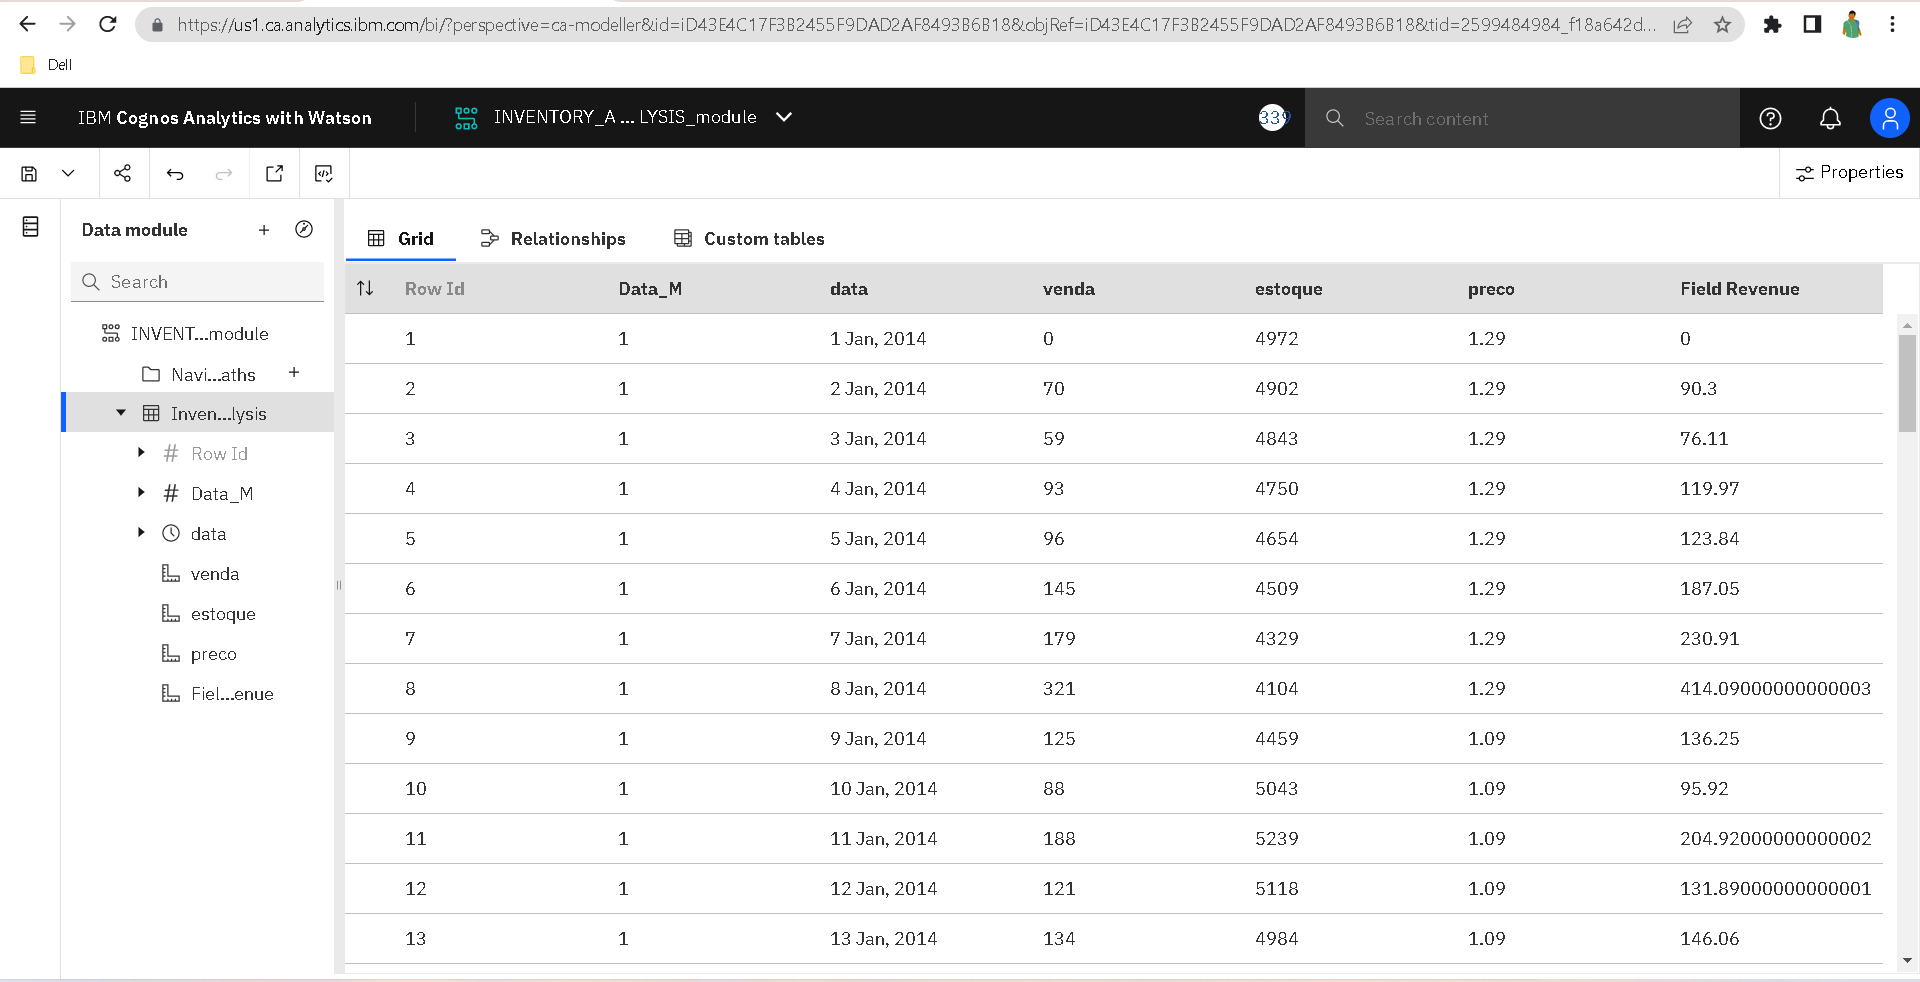 https://us1.ca.analytics.ibm.com/bi/?perspective=ca-modeller&id=iD43E4C17F3B2455F9DAD2AF8493B6B18&objRef=iD43E4C17F3B2455F9DAD2AF8493B6B18&tid=2599484984_f18a642d...
Dell
IBM Cognos Analytics with Watson
INVENTORY_A ... LYSIS_module
339
Search content
Properties
Data module
Grid
Relationships
Custom tables
Search
INVENT...module
Navi...aths
Inven...lysis
Row Id
Data_M
data
venda
estoque
preco
Fiel...enue
Row Id Data_M data venda estoque preco Field Revenue
1 1 1 Jan, 2014 0 4972 1.29 0
2 1 2 Jan, 2014 70 4902 1.29 90.3
3 1 3 Jan, 2014 59 4843 1.29 76.11
4 1 4 Jan, 2014 93 4750 1.29 119.97
5 1 5 Jan, 2014 96 4654 1.29 123.84
6 1 6 Jan, 2014 145 4509 1.29 187.05
7 1 7 Jan, 2014 179 4329 1.29 230.91
8 1 8 Jan, 2014 321 4104 1.29 414.09000000000003
9 1 9 Jan, 2014 125 4459 1.09 136.25
10 1 10 Jan, 2014 88 5043 1.09 95.92
11 1 11 Jan, 2014 188 5239 1.09 204.92000000000002
12 1 12 Jan, 2014 121 5118 1.09 131.89000000000001
13 1 13 Jan, 2014 134 4984 1.09 146.06